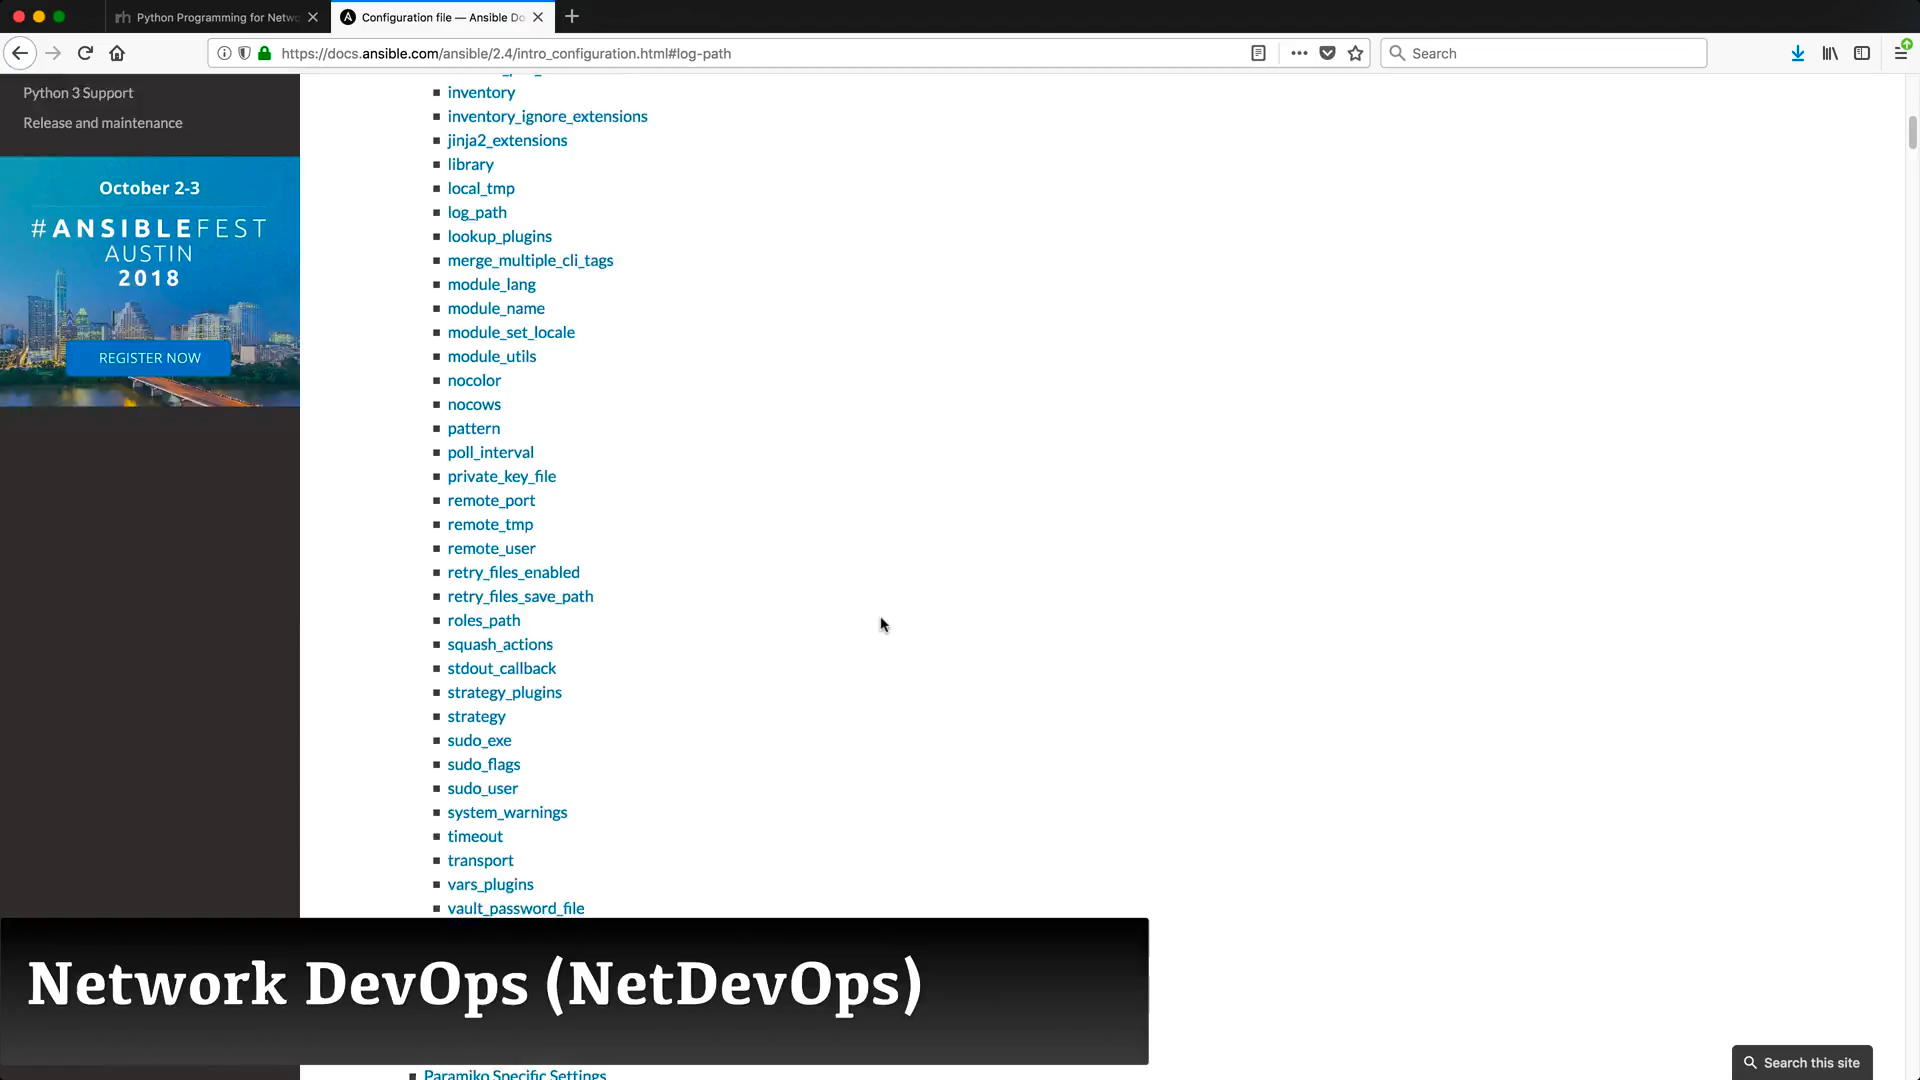 Python Programming for Netw
Configuration file — Ansible Do
https://docs.ansible.com/ansible/2.4/intro_configuration.html#log-path
Search
Python 3 Support
Release and maintenance
October 2-3
#ANSIBLEFEST
AUSTIN
2018
REGISTER NOW
inventory
inventory_ignore_extensions
jinja2_extensions
library
local_tmp
log_path
lookup_plugins
merge_multiple_cli_tags
module_lang
module_name
module_set_locale
module_utils
nocolor
nocows
pattern
poll_interval
private_key_file
remote_port
remote_tmp
remote_user
retry_files_enabled
retry_files_save_path
roles_path
squash_actions
stdout_callback
strategy_plugins
strategy
sudo_exe
sudo_flags
sudo_user
system_warnings
timeout
transport
vars_plugins
vault_password_file
Network DevOps (NetDevOps)
Paramiko Specific Settings
Search this site